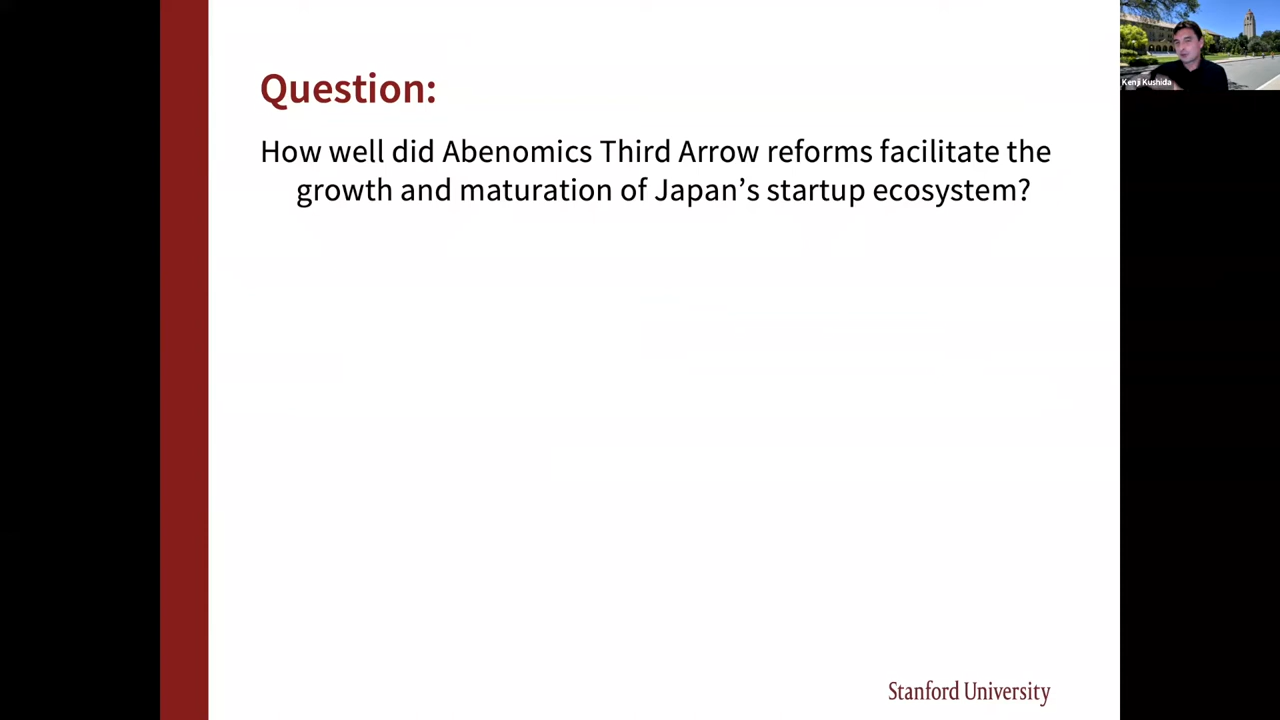 Question:
How well did Abenomics Third Arrow reforms facilitate the
growth and maturation of Japan’s startup ecosystem?
Stanford University
Kenji Kushida